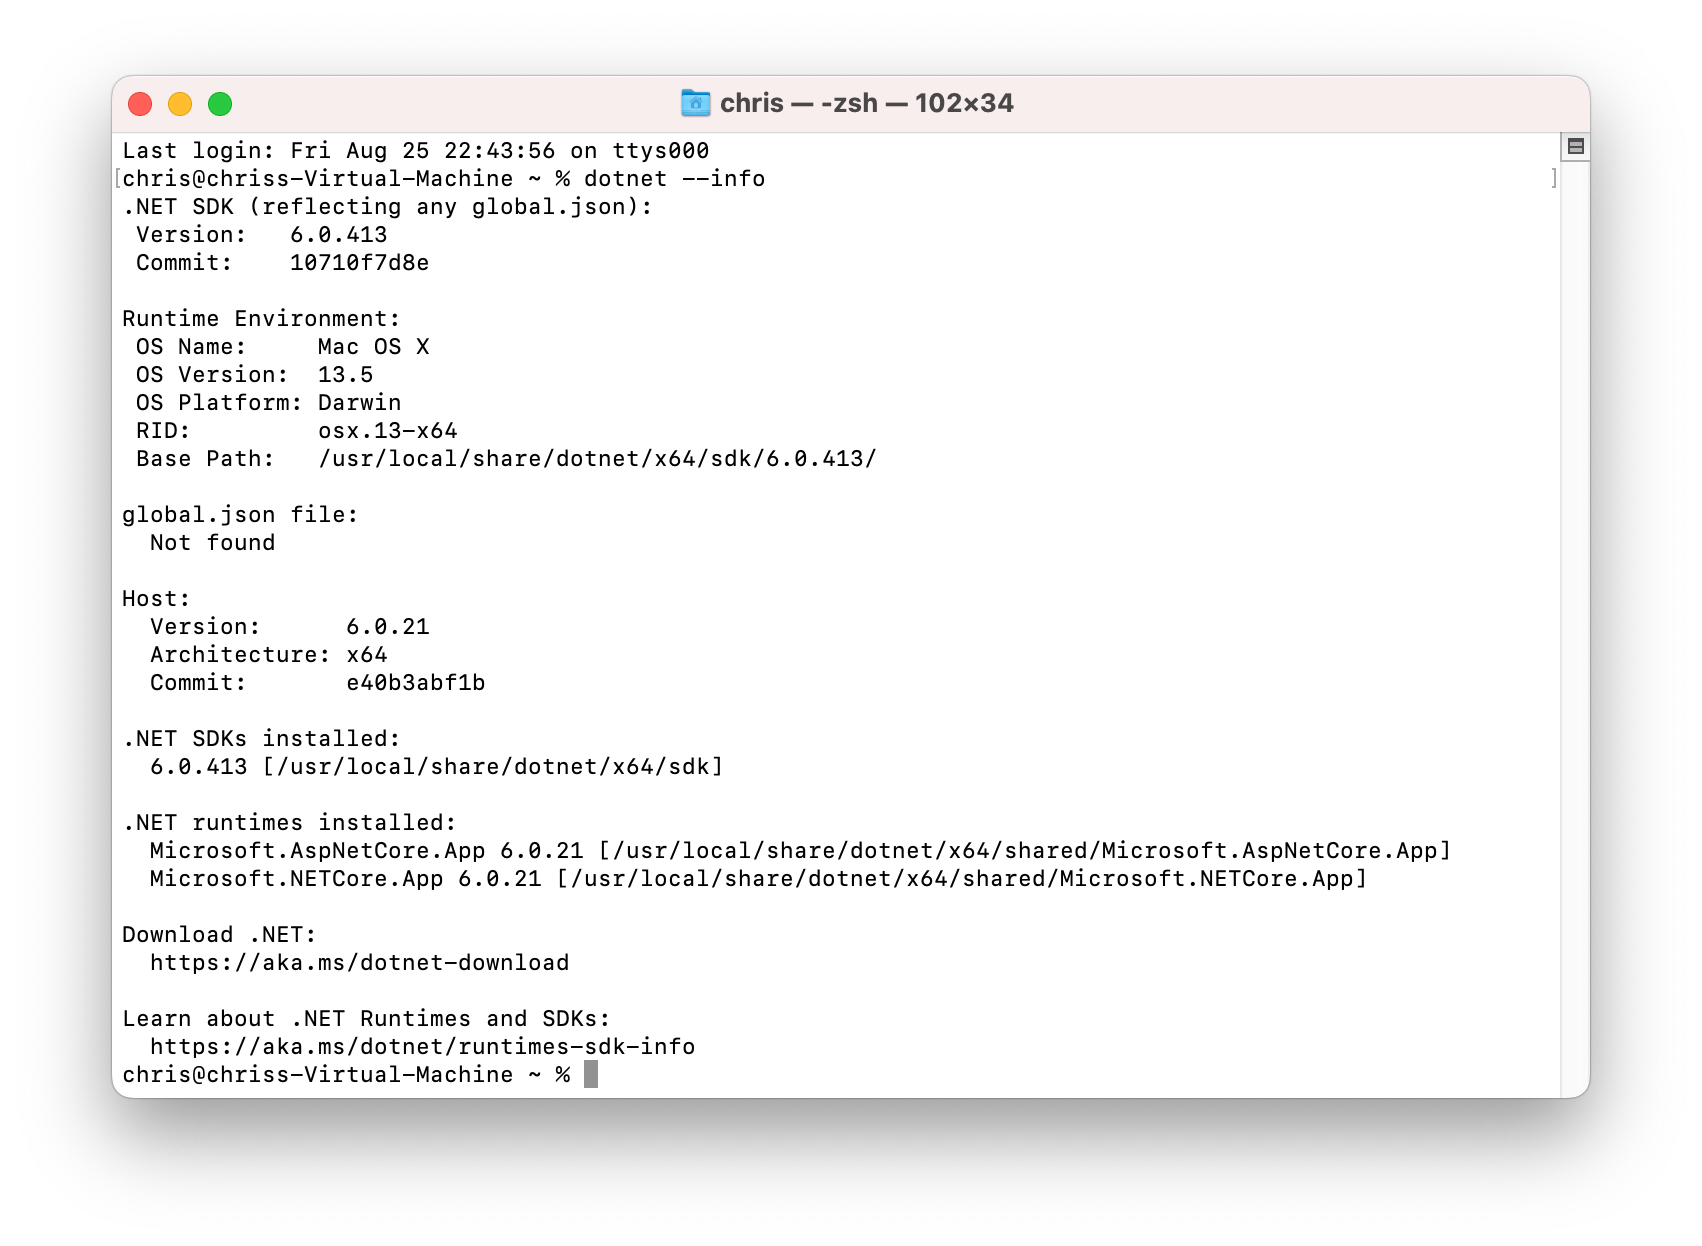 chris — -zsh — 102×34
Last login: Fri Aug 25 22:43:56 on ttys000
[chris@chriss-Virtual-Machine ~ % dotnet --info ]
.NET SDK (reflecting any global.json):
 Version:   6.0.413
 Commit:    10710f7d8e

Runtime Environment:
 OS Name:     Mac OS X
 OS Version:  13.5
 OS Platform: Darwin
 RID:         osx.13-x64
 Base Path:   /usr/local/share/dotnet/x64/sdk/6.0.413/

global.json file:
  Not found

Host:
  Version:      6.0.21
  Architecture: x64
  Commit:       e40b3abf1b

.NET SDKs installed:
  6.0.413 [/usr/local/share/dotnet/x64/sdk]

.NET runtimes installed:
  Microsoft.AspNetCore.App 6.0.21 [/usr/local/share/dotnet/x64/shared/Microsoft.AspNetCore.App]
  Microsoft.NETCore.App 6.0.21 [/usr/local/share/dotnet/x64/shared/Microsoft.NETCore.App]

Download .NET:
  https://aka.ms/dotnet-download

Learn about .NET Runtimes and SDKs:
  https://aka.ms/dotnet/runtimes-sdk-info
chris@chriss-Virtual-Machine ~ %